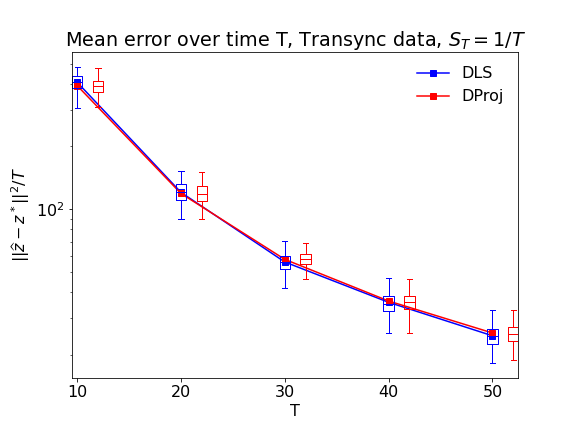 Mean error over time T, Transync data, $S_T = 1/T$
DLS
DProj
$||\hat{z} - z^*||^2/T$
$10^2$
10 20 30 40 50
T